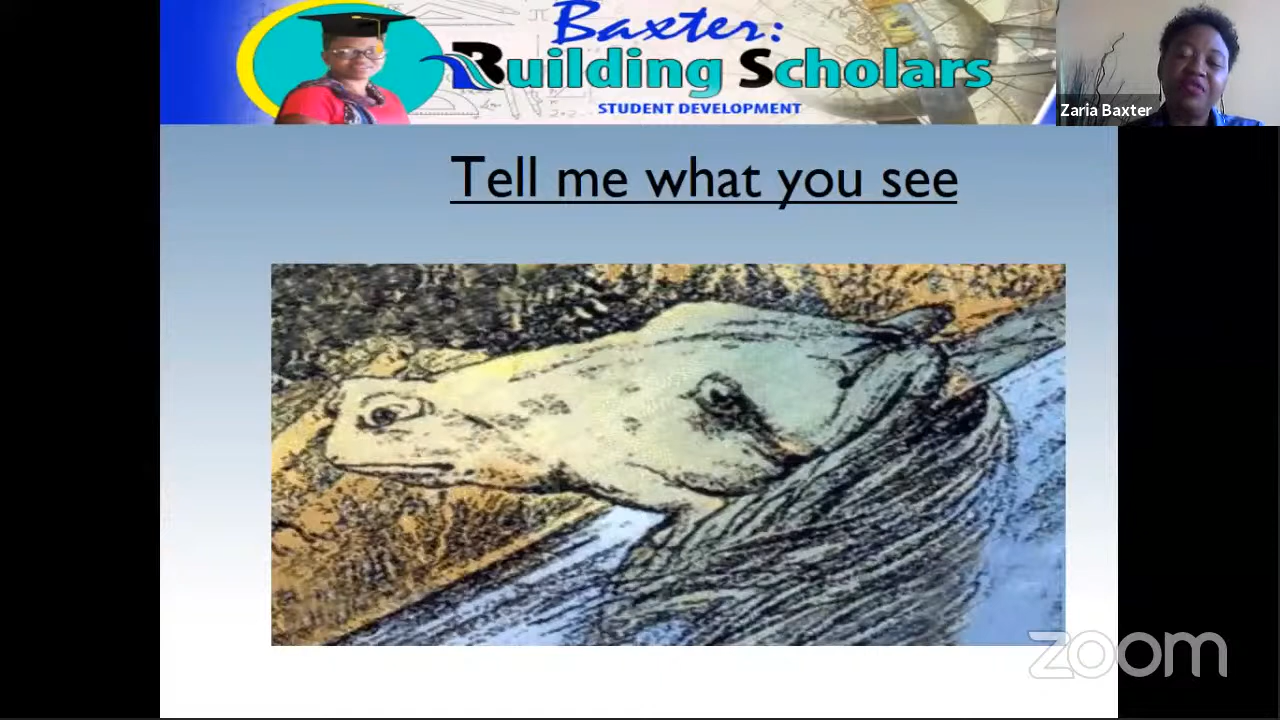 Baxter:
Building Scholars
STUDENT DEVELOPMENT
Zaria Baxter
Tell me what you see
zoom